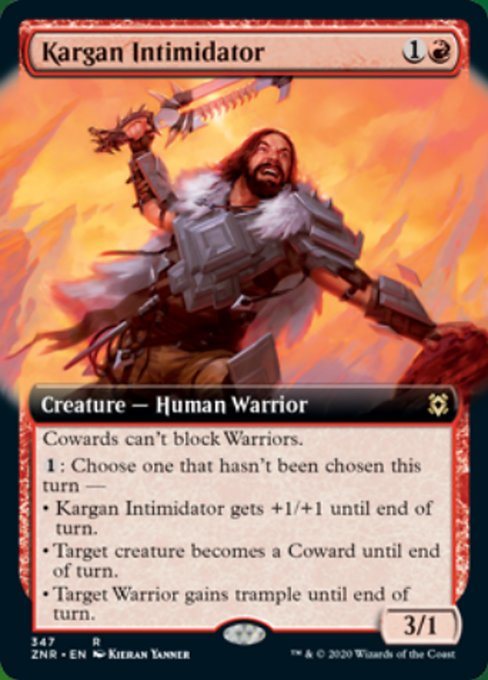 Kargan Intimidator 1
Creature — Human Warrior
Cowards can't block Warriors.
1 : Choose one that hasn't been chosen this
turn —
• Kargan Intimidator gets +1/+1 until end of
turn.
• Target creature becomes a Coward until end
of turn.
• Target Warrior gains trample until end of
turn.
3/1
347 R
ZNR • EN Kieran Yanner ™ & © 2020 Wizards of the Coast